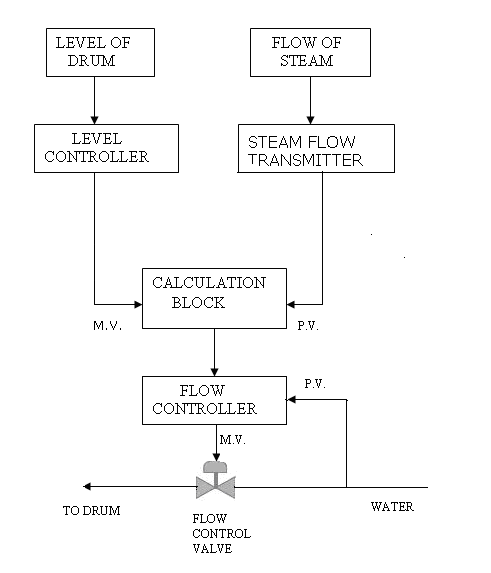 LEVEL OF
DRUM
FLOW OF
STEAM
LEVEL
CONTROLLER
STEAM FLOW
TRANSMITTER
CALCULATION
BLOCK
M.V.
P.V.
FLOW
CONTROLLER
P.V.
M.V.
TO DRUM
WATER
FLOW
CONTROL
VALVE